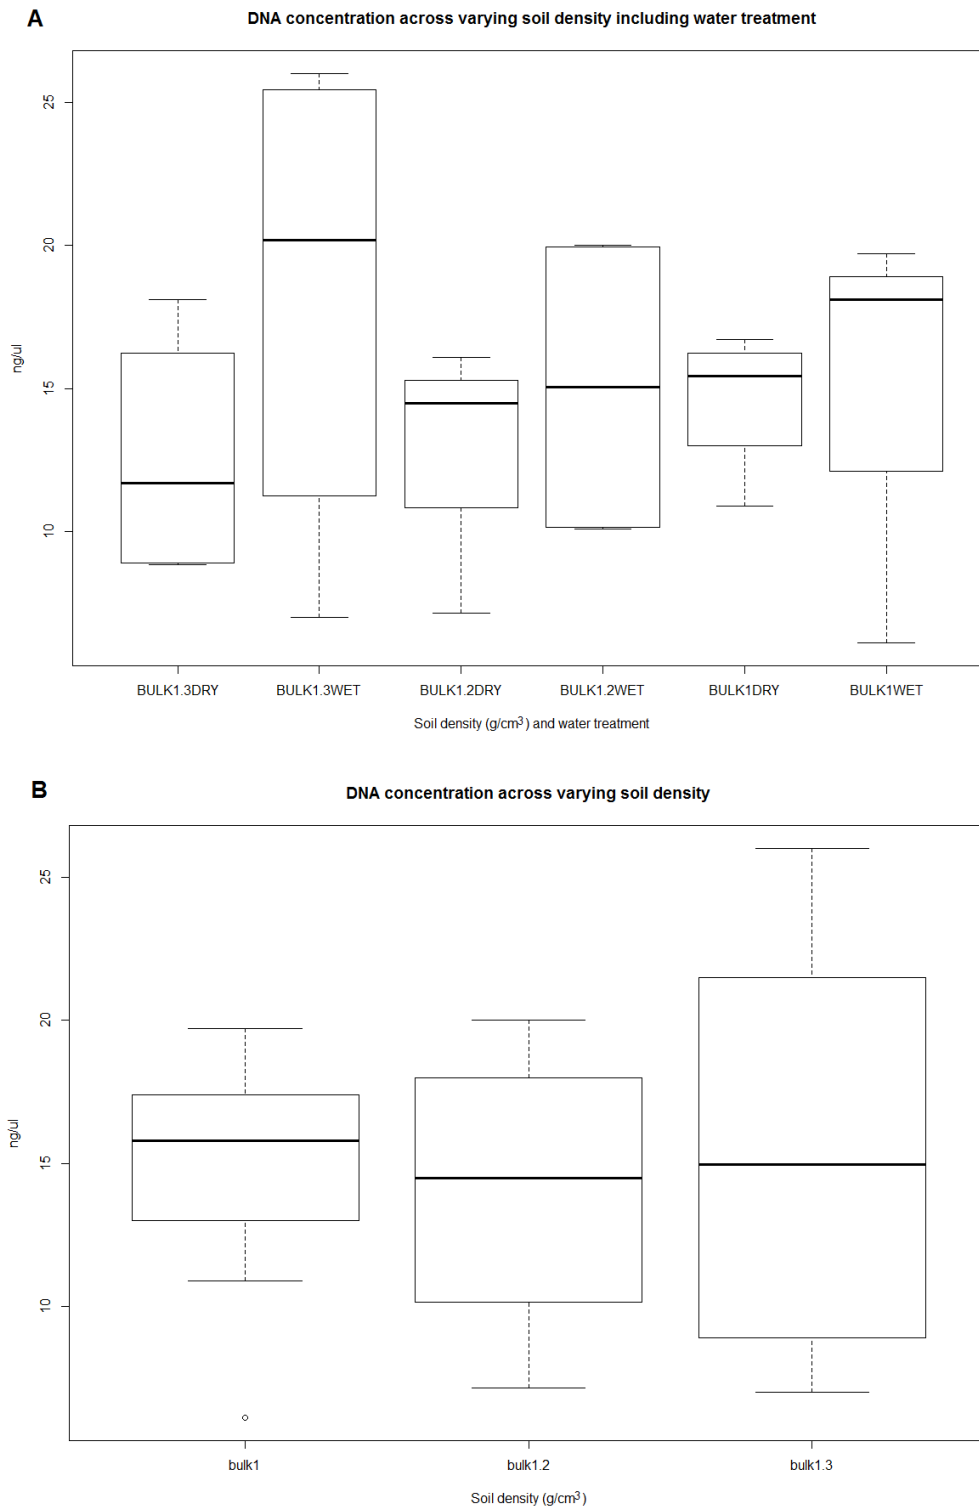 A
DNA concentration across varying soil density including water treatment
25
20
15
10
ng/ul
BULK1.3DRY BULK1.3WET BULK1.2DRY BULK1.2WET BULK1DRY BULK1WET
Soil density (g/cm³) and water treatment
B
DNA concentration across varying soil density
25
20
15
10
ng/ul
bulk1 bulk1.2 bulk1.3
Soil density (g/cm³)